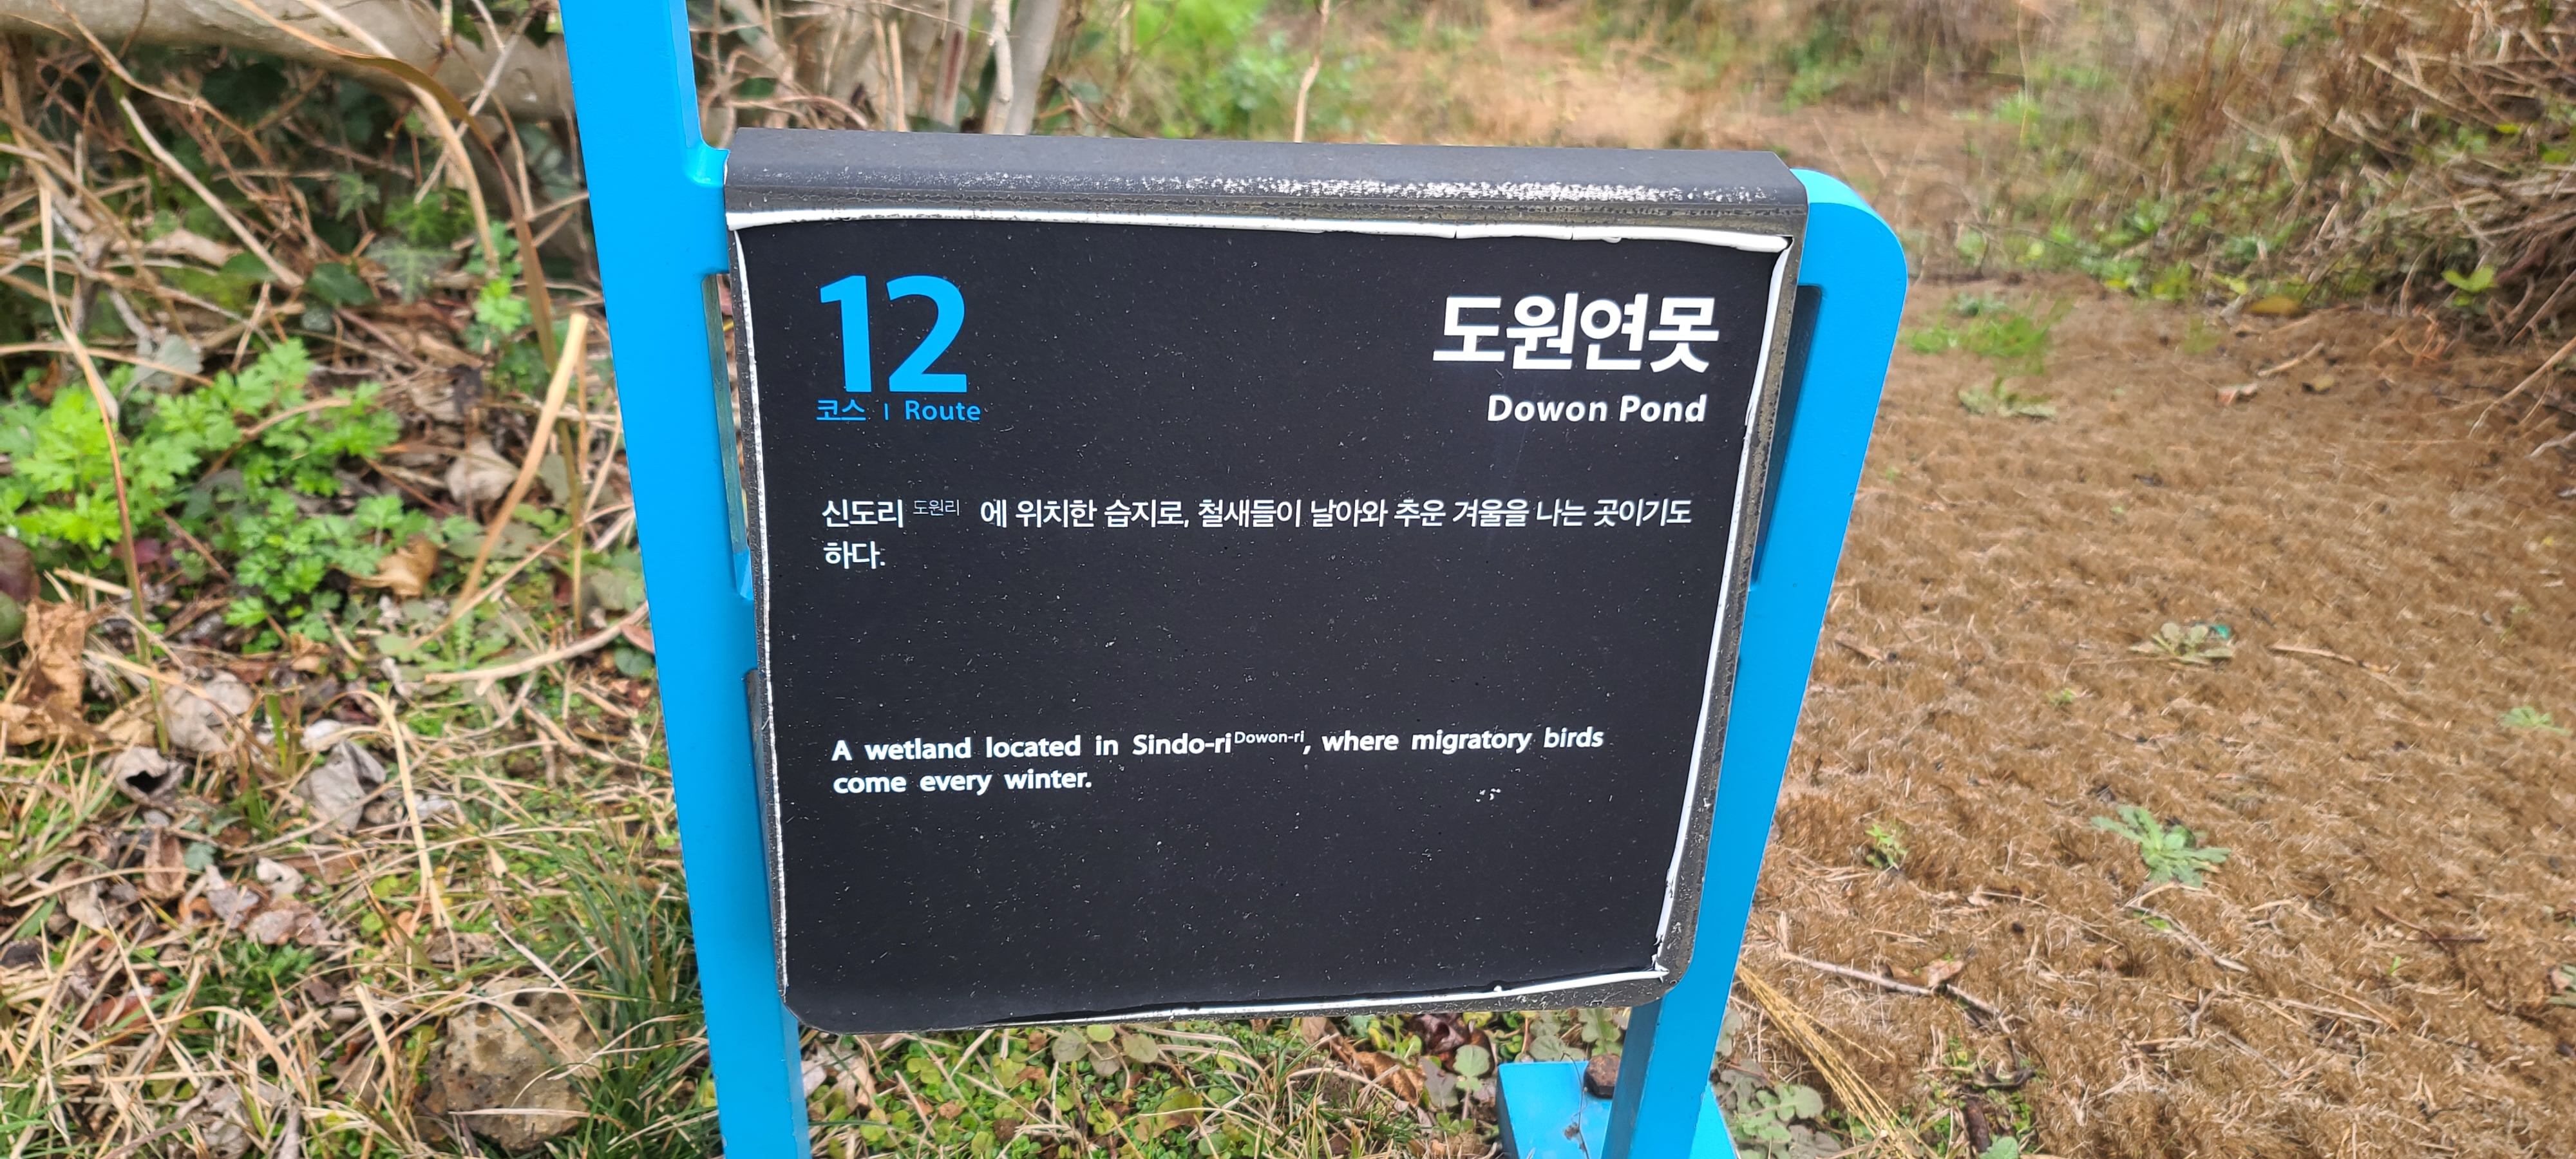 12
코스 | Route
도원연못
Dowon Pond
신도리 도원리 에 위치한 습지로, 철새들이 날아와 추운 겨울을 나는 곳이기도
하다.
A wetland located in Sindo-ri Dowon-ri, where migratory birds
come every winter.